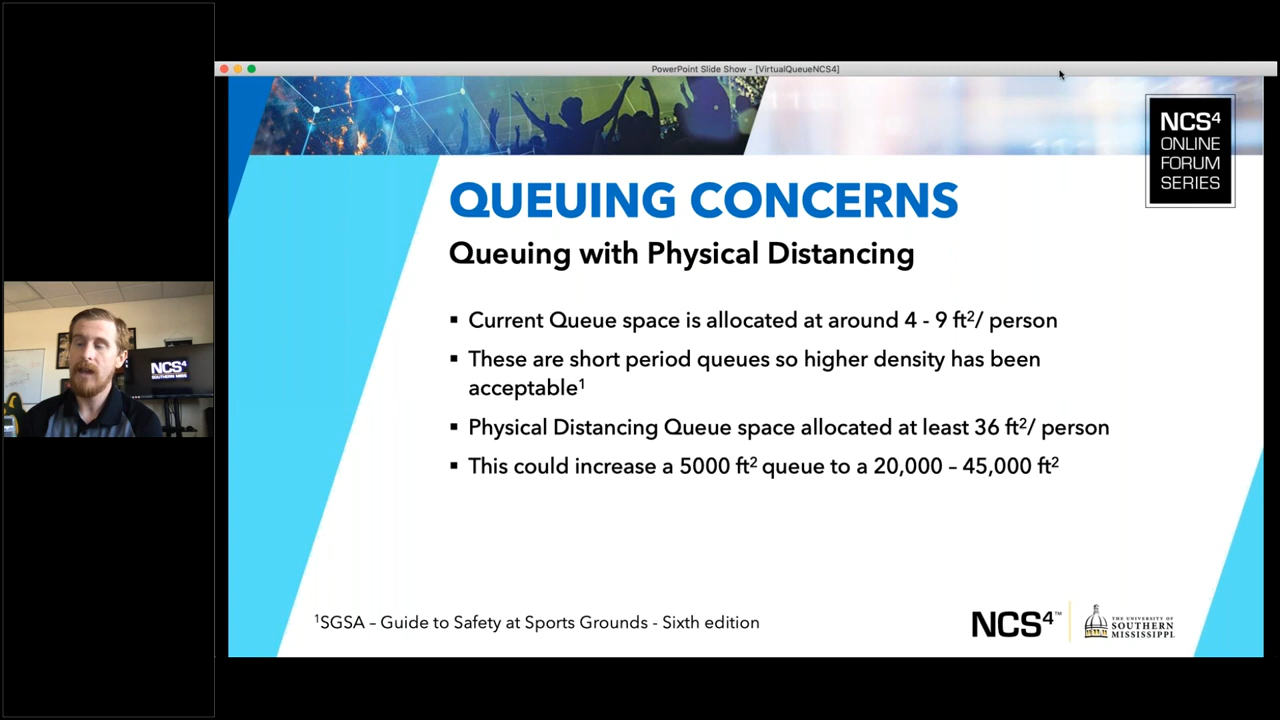 PowerPoint Slide Show - [VirtualQueueNCS4]
NCS⁴
ONLINE
FORUM
SERIES
QUEUING CONCERNS
Queuing with Physical Distancing
▪ Current Queue space is allocated at around 4 - 9 ft²/ person
▪ These are short period queues so higher density has been
acceptable¹
▪ Physical Distancing Queue space allocated at least 36 ft²/ person
▪ This could increase a 5000 ft² queue to a 20,000 – 45,000 ft²
NCS⁴
SOUTHERN MISS
¹SGSA – Guide to Safety at Sports Grounds - Sixth edition
NCS⁴™
THE UNIVERSITY OF
SOUTHERN
MISSISSIPPI